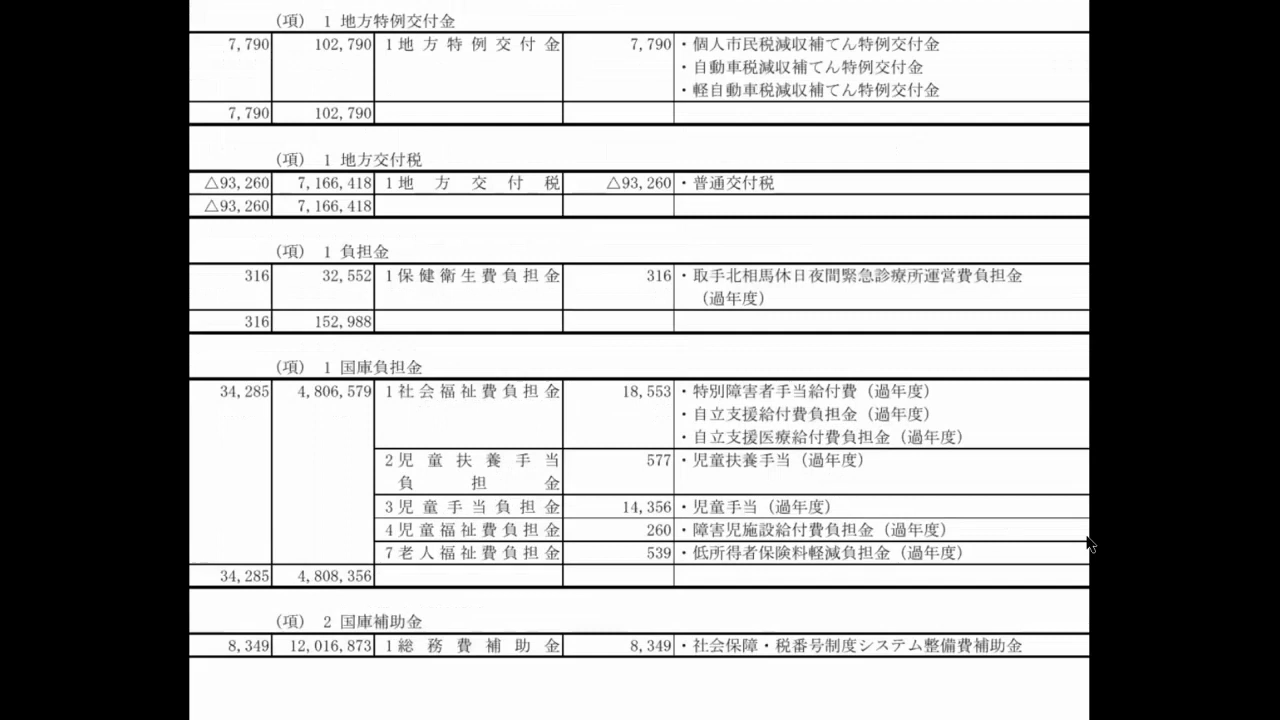 (項) 1 地方特例交付金
7,790 102,790 1 地方特例交付金 7,790 ・個人市民税減収補てん特例交付金
・自動車税減収補てん特例交付金
・軽自動車税減収補てん特例交付金
7,790 102,790
(項) 1 地方交付税
△93,260 7,166,418 1 地方交付税 △93,260 ・普通交付税
△93,260 7,166,418
(項) 1 負担金
316 32,552 1 保健衛生費負担金 316 ・取手北相馬休日夜間緊急診療所運営費負担金
(過年度)
316 152,988
(項) 1 国庫負担金
34,285 4,806,579 1 社会福祉費負担金 18,553 ・特別障害者手当給付費(過年度)
・自立支援給付費負担金(過年度)
・自立支援医療給付費負担金(過年度)
2 児童扶養手当 577 ・児童扶養手当(過年度)
負担金
3 児童手当負担金 14,356 ・児童手当(過年度)
4 児童福祉費負担金 260 ・障害児施設給付費負担金(過年度)
7 老人福祉費負担金 539 ・低所得者保険料軽減負担金(過年度)
34,285 4,808,356
(項) 2 国庫補助金
8,349 12,016,873 1 総務費補助金 8,349 ・社会保障・税番号制度システム整備費補助金